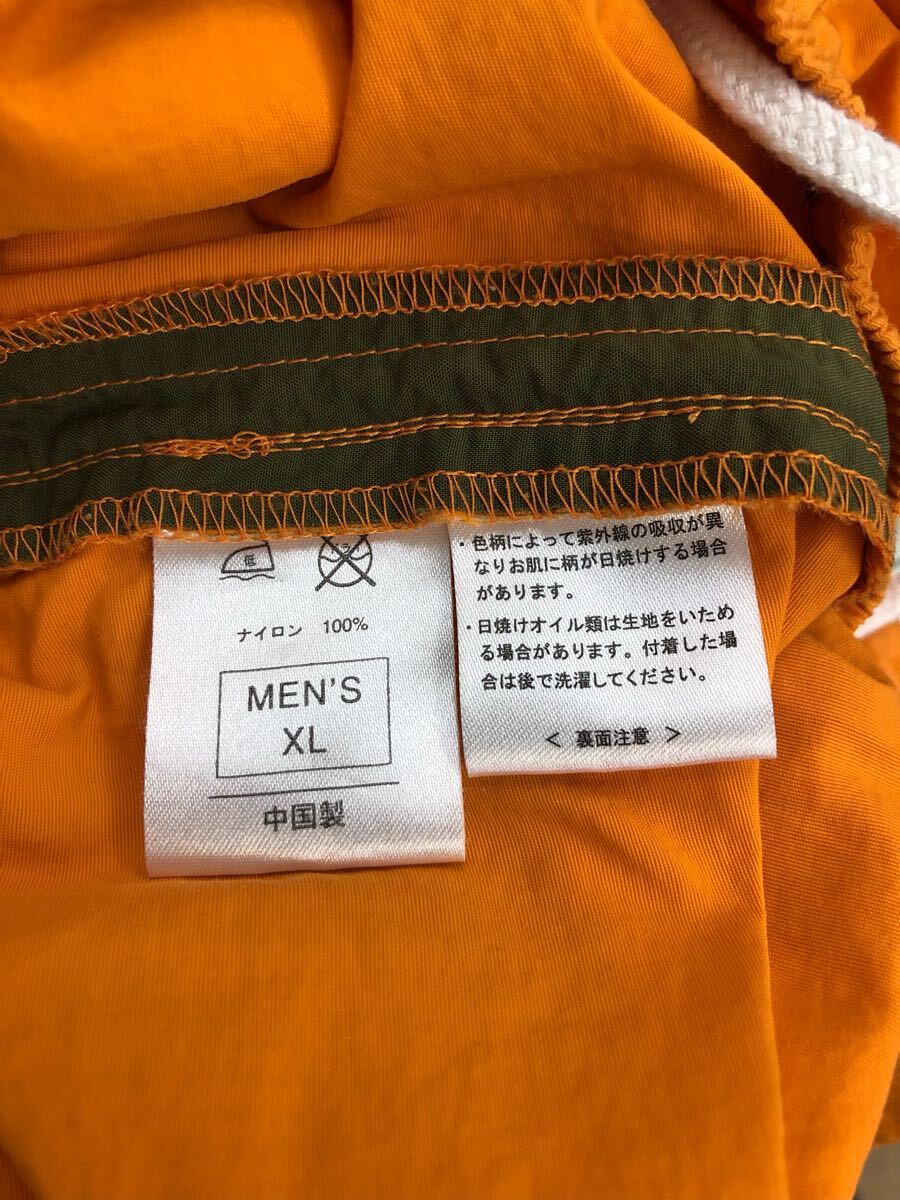 低
ドライ
ナイロン 100%
MEN'S
XL
中国製
・色柄によって紫外線の吸収が異
なりお肌に柄が日焼けする場合
があります。
・日焼けオイル類は生地をいため
る場合があります。付着した場
合は後で洗濯してください。
< 裏面注意 >